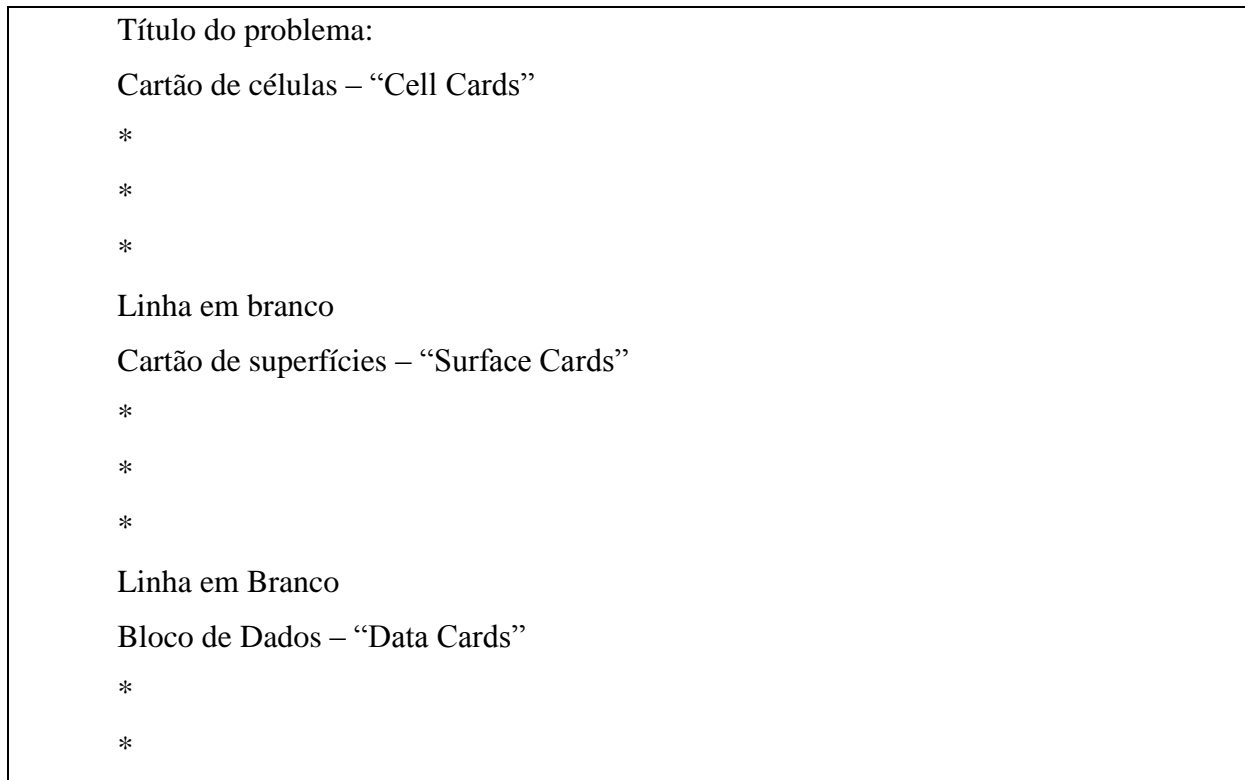 Título do problema:
Cartão de células – “Cell Cards”
*
*
*
Linha em branco
Cartão de superfícies – “Surface Cards”
*
*
*
Linha em Branco
Bloco de Dados – “Data Cards”
*
*